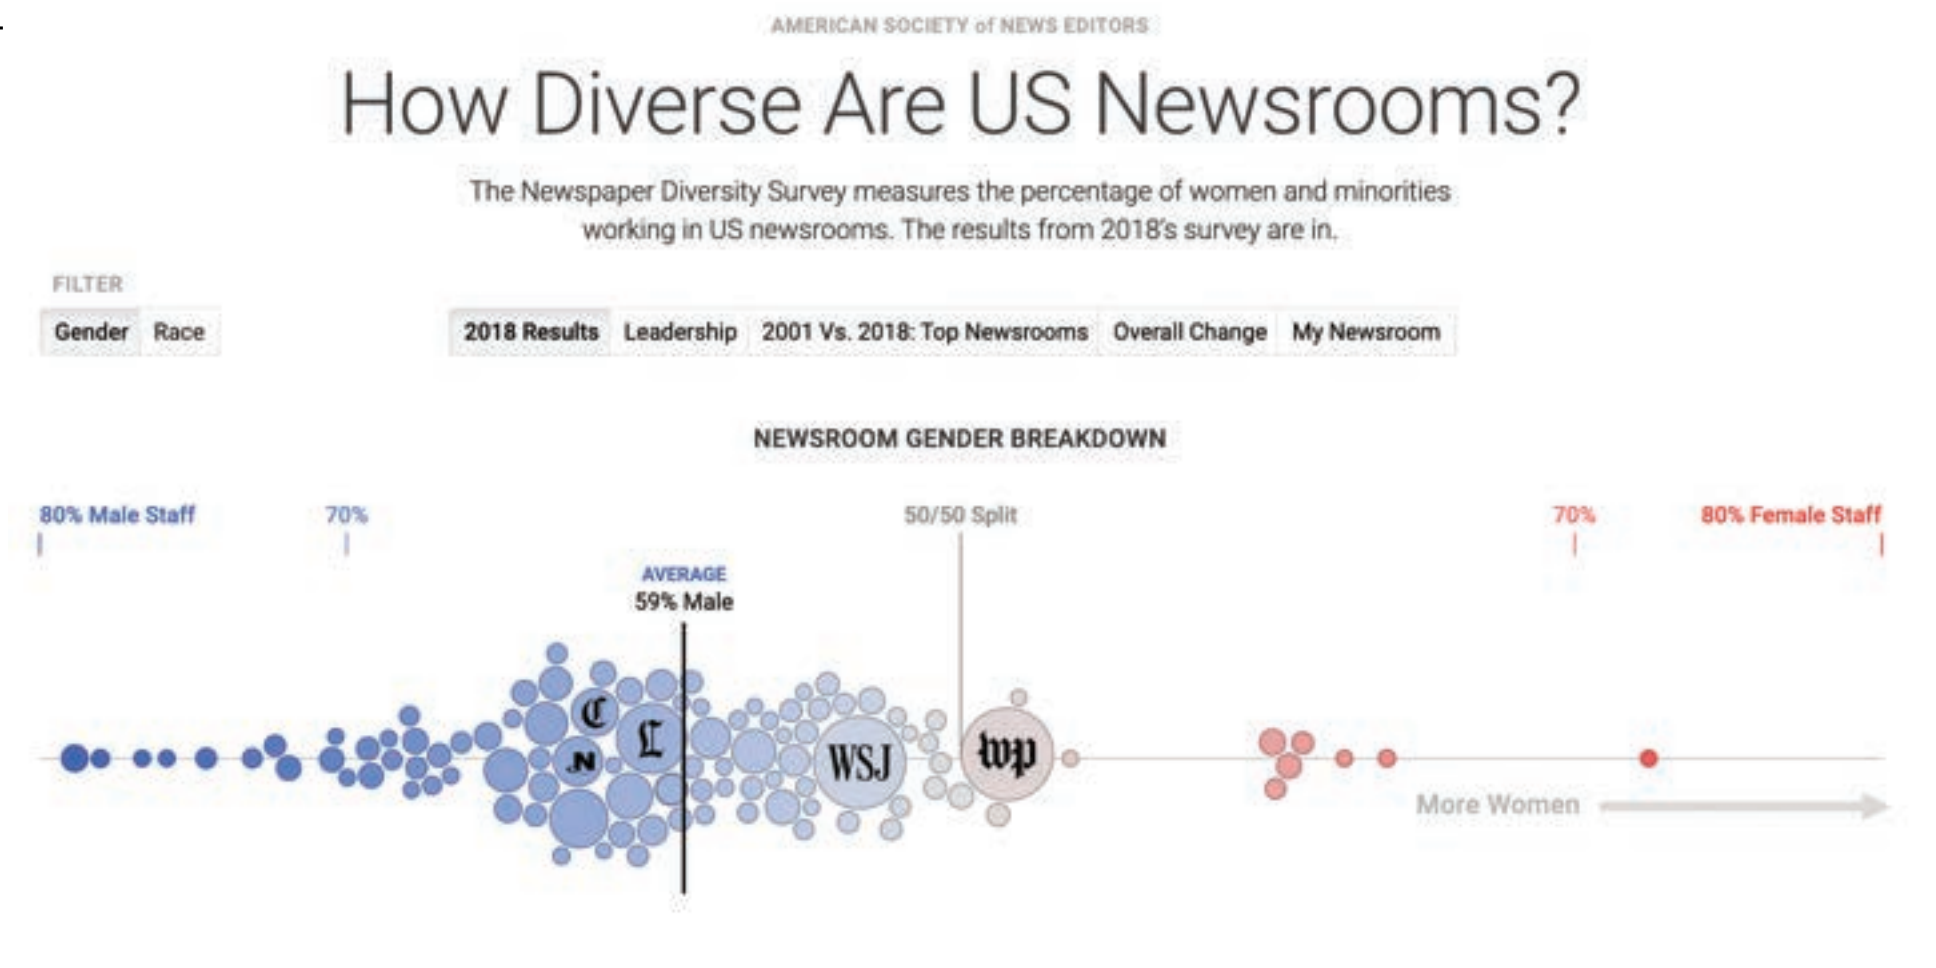 AMERICAN SOCIETY of NEWS EDITORS
How Diverse Are US Newsrooms?
The Newspaper Diversity Survey measures the percentage of women and minorities
working in US newsrooms. The results from 2018's survey are in.
FILTER
Gender Race
2018 Results Leadership 2001 Vs. 2018: Top Newsrooms Overall Change My Newsroom
NEWSROOM GENDER BREAKDOWN
80% Male Staff 70% 50/50 Split 70% 80% Female Staff
AVERAGE
59% Male
C
L
N
WSJ
wp
More Women